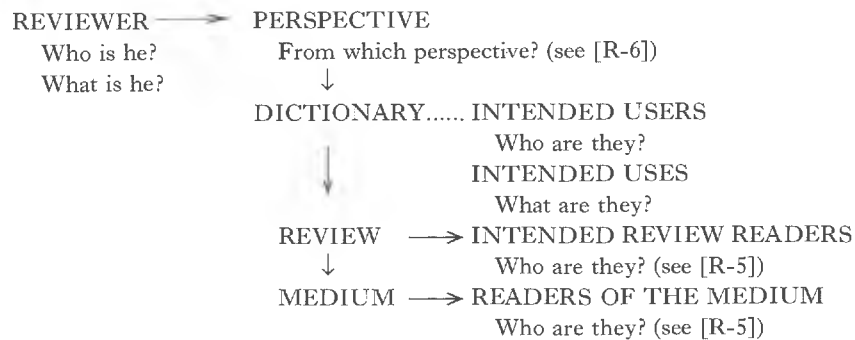 REVIEWER → PERSPECTIVE
Who is he? From which perspective? (see [R-6])
What is he? ↓
DICTIONARY...... INTENDED USERS
Who are they?
↓ INTENDED USES
What are they?
REVIEW → INTENDED REVIEW READERS
↓ Who are they? (see [R-5])
MEDIUM → READERS OF THE MEDIUM
Who are they? (see [R-5])